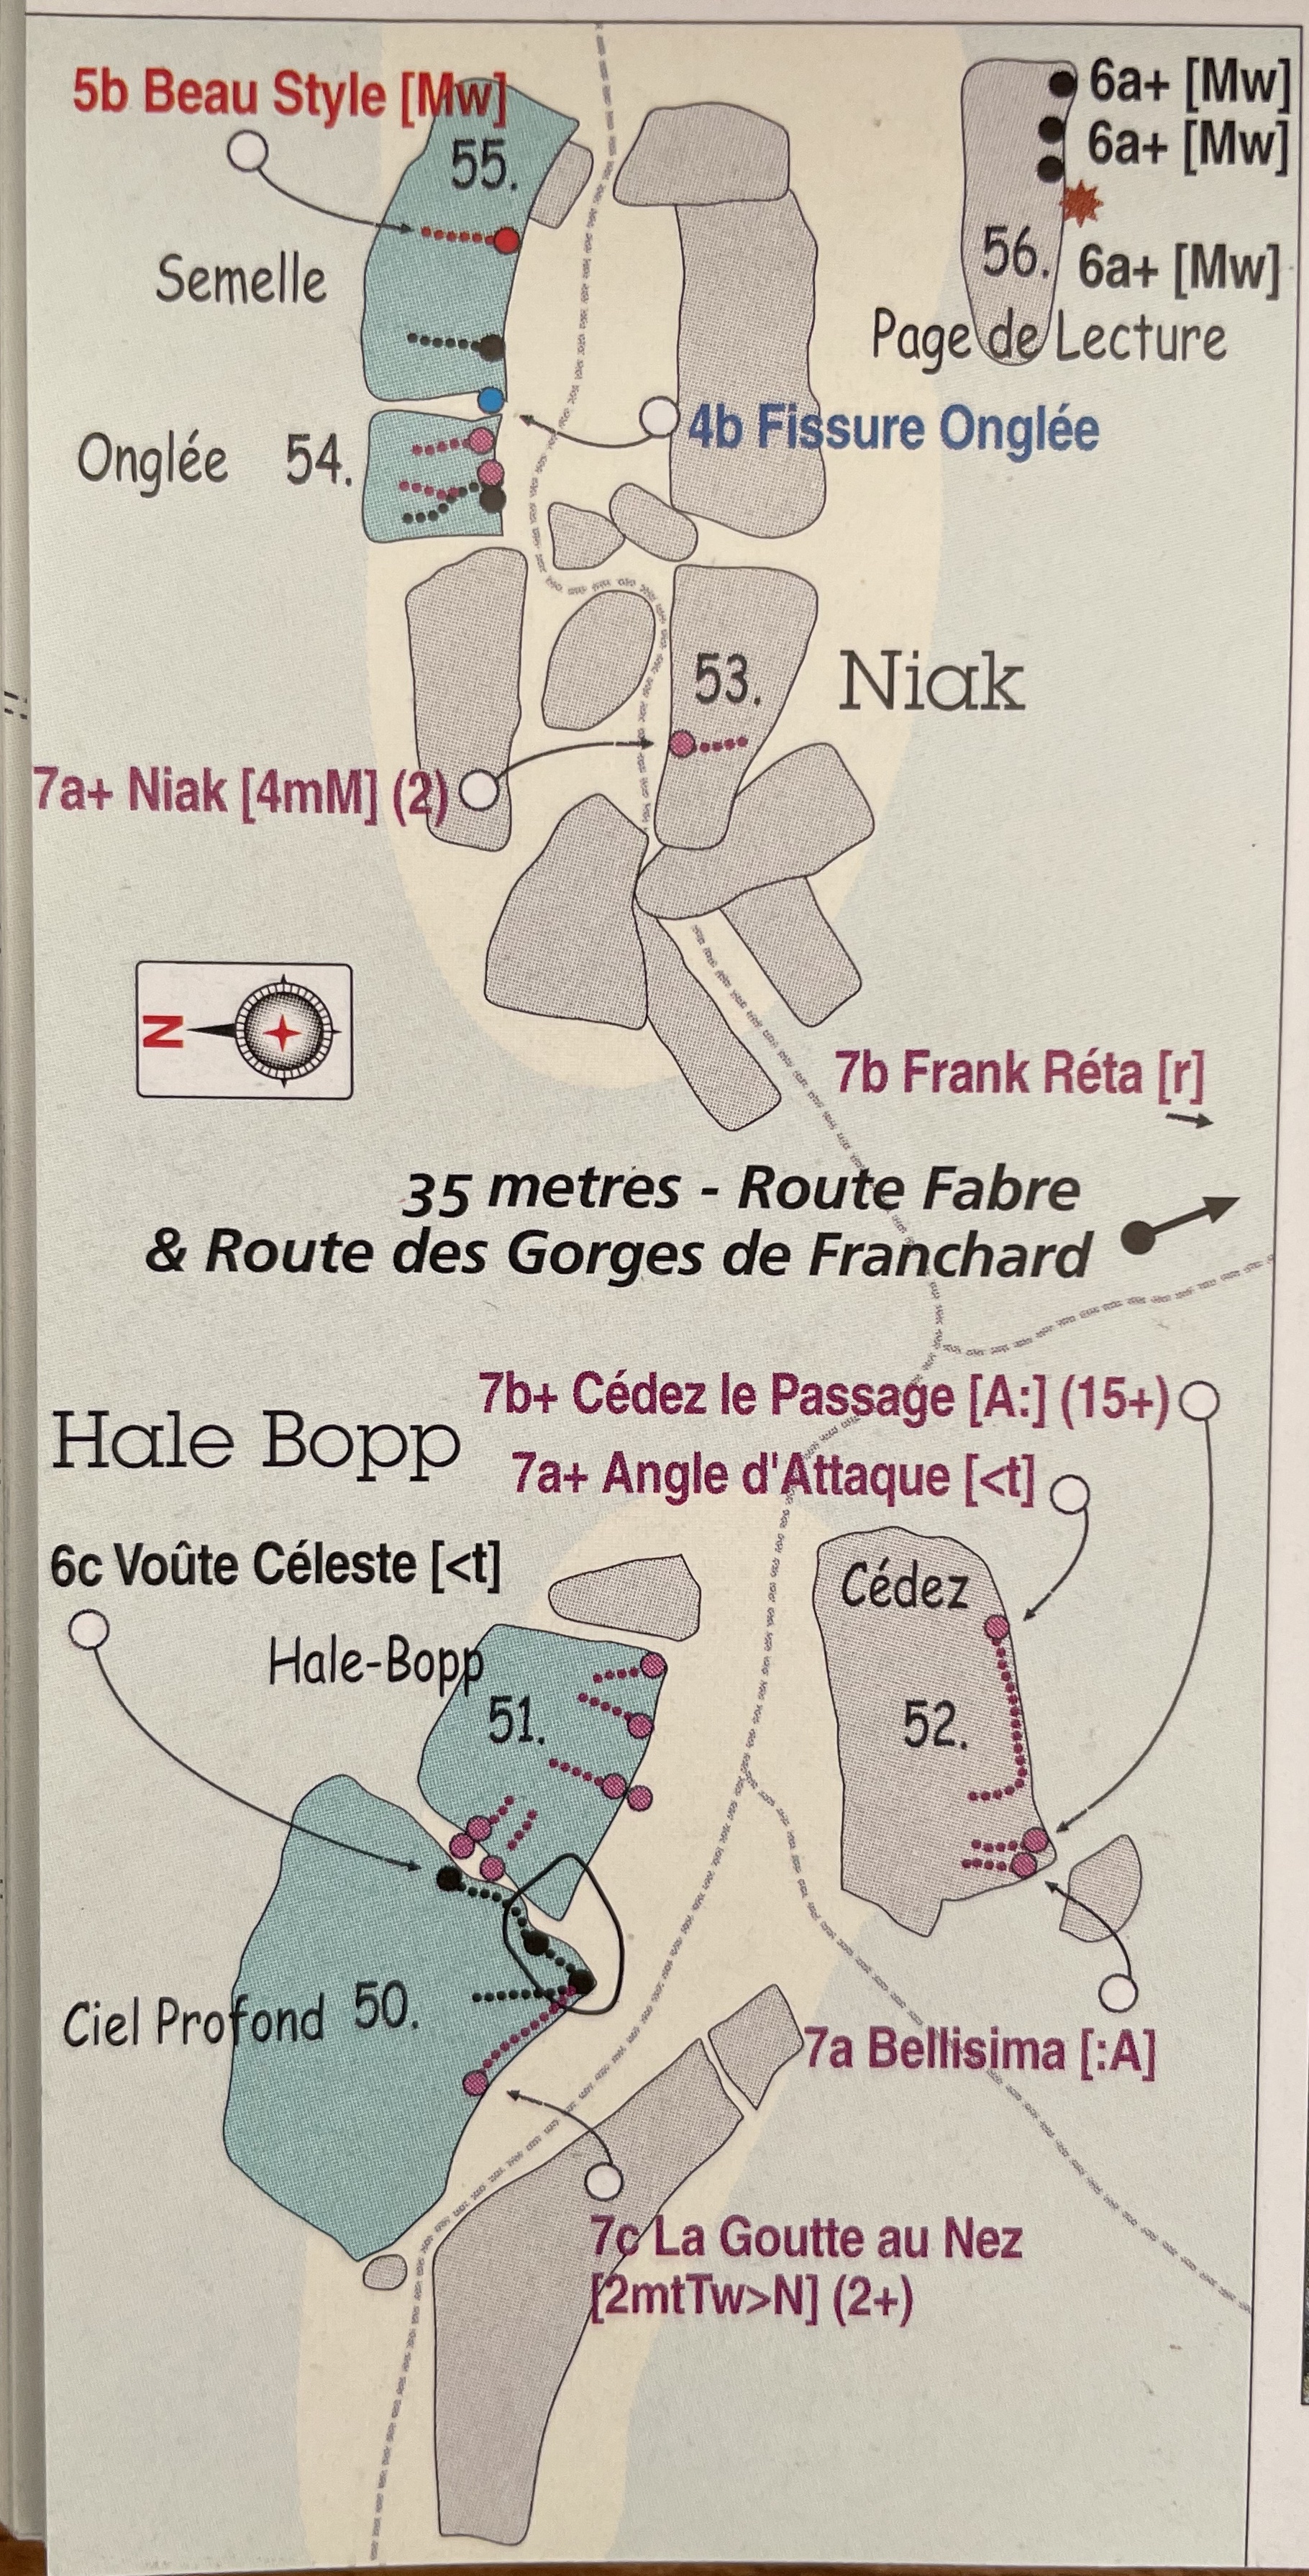 5b Beau Style [Mw]
55.
Semelle
6a+ [Mw]
6a+ [Mw]
56.
6a+ [Mw]
Page de Lecture
4b Fissure Onglée
Onglée 54.
53.
Niak
7a+ Niak [4mM] (2)
N
7b Frank Réta [r]
35 metres - Route Fabre
& Route des Gorges de Franchard
7b+ Cédez le Passage [A:] (15+)
Hale Bopp
7a+ Angle d'Attaque [<t]
6c Voûte Céleste [<t]
Cédez
Hale-Bopp
51.
52.
Ciel Profond 50.
7a Bellisima [:A]
7c La Goutte au Nez
[2mtTw>N] (2+)